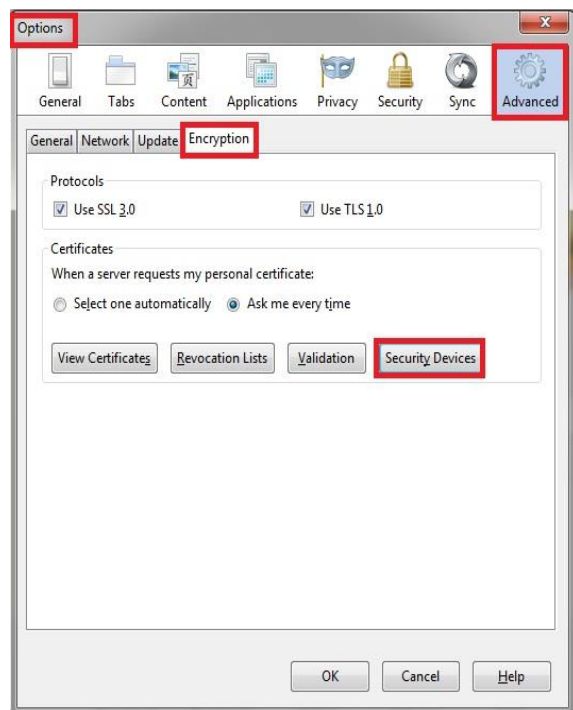 Options
X
General Tabs Content Applications Privacy Security Sync Advanced
General Network Update Encryption
Protocols
Use SSL 3.0 Use TLS 1.0
Certificates
When a server requests my personal certificate:
Select one automatically Ask me every time
View Certificates Revocation Lists Validation Security Devices
OK Cancel Help